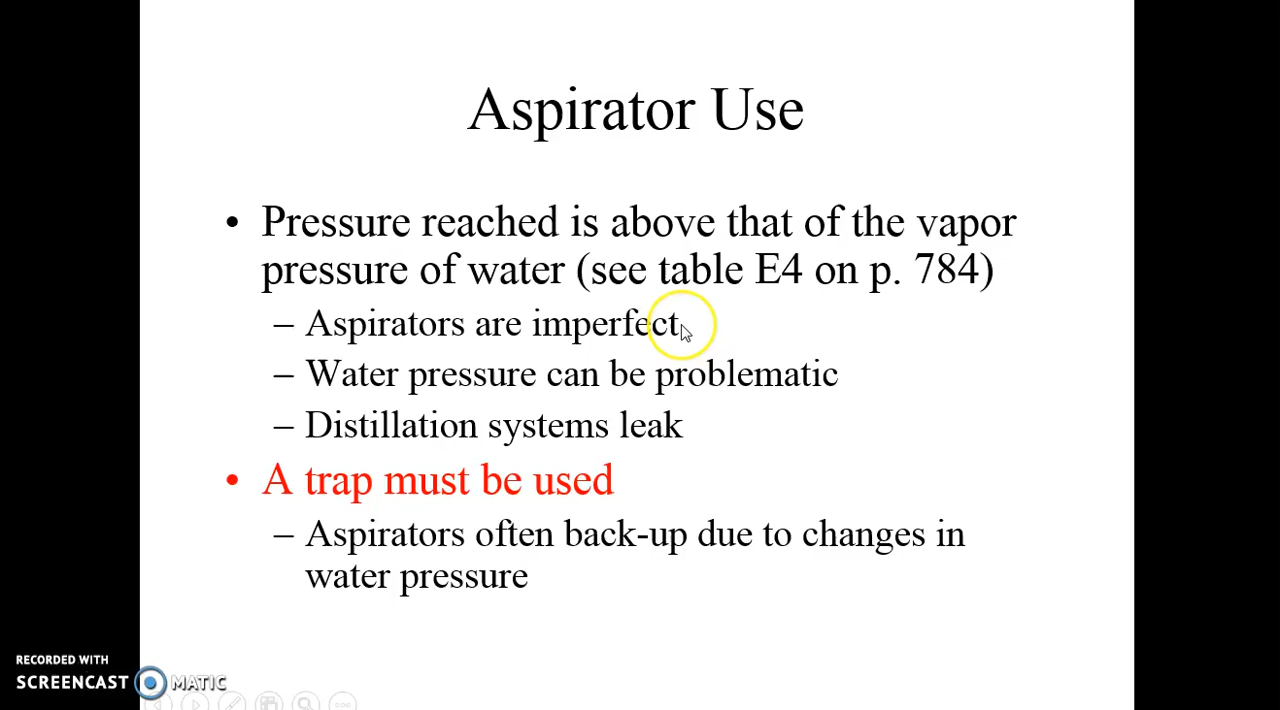 Aspirator Use
• Pressure reached is above that of the vapor
pressure of water (see table E4 on p. 784)
– Aspirators are imperfect
– Water pressure can be problematic
– Distillation systems leak
• A trap must be used
– Aspirators often back-up due to changes in
water pressure
RECORDED WITH
SCREENCAST MATIC